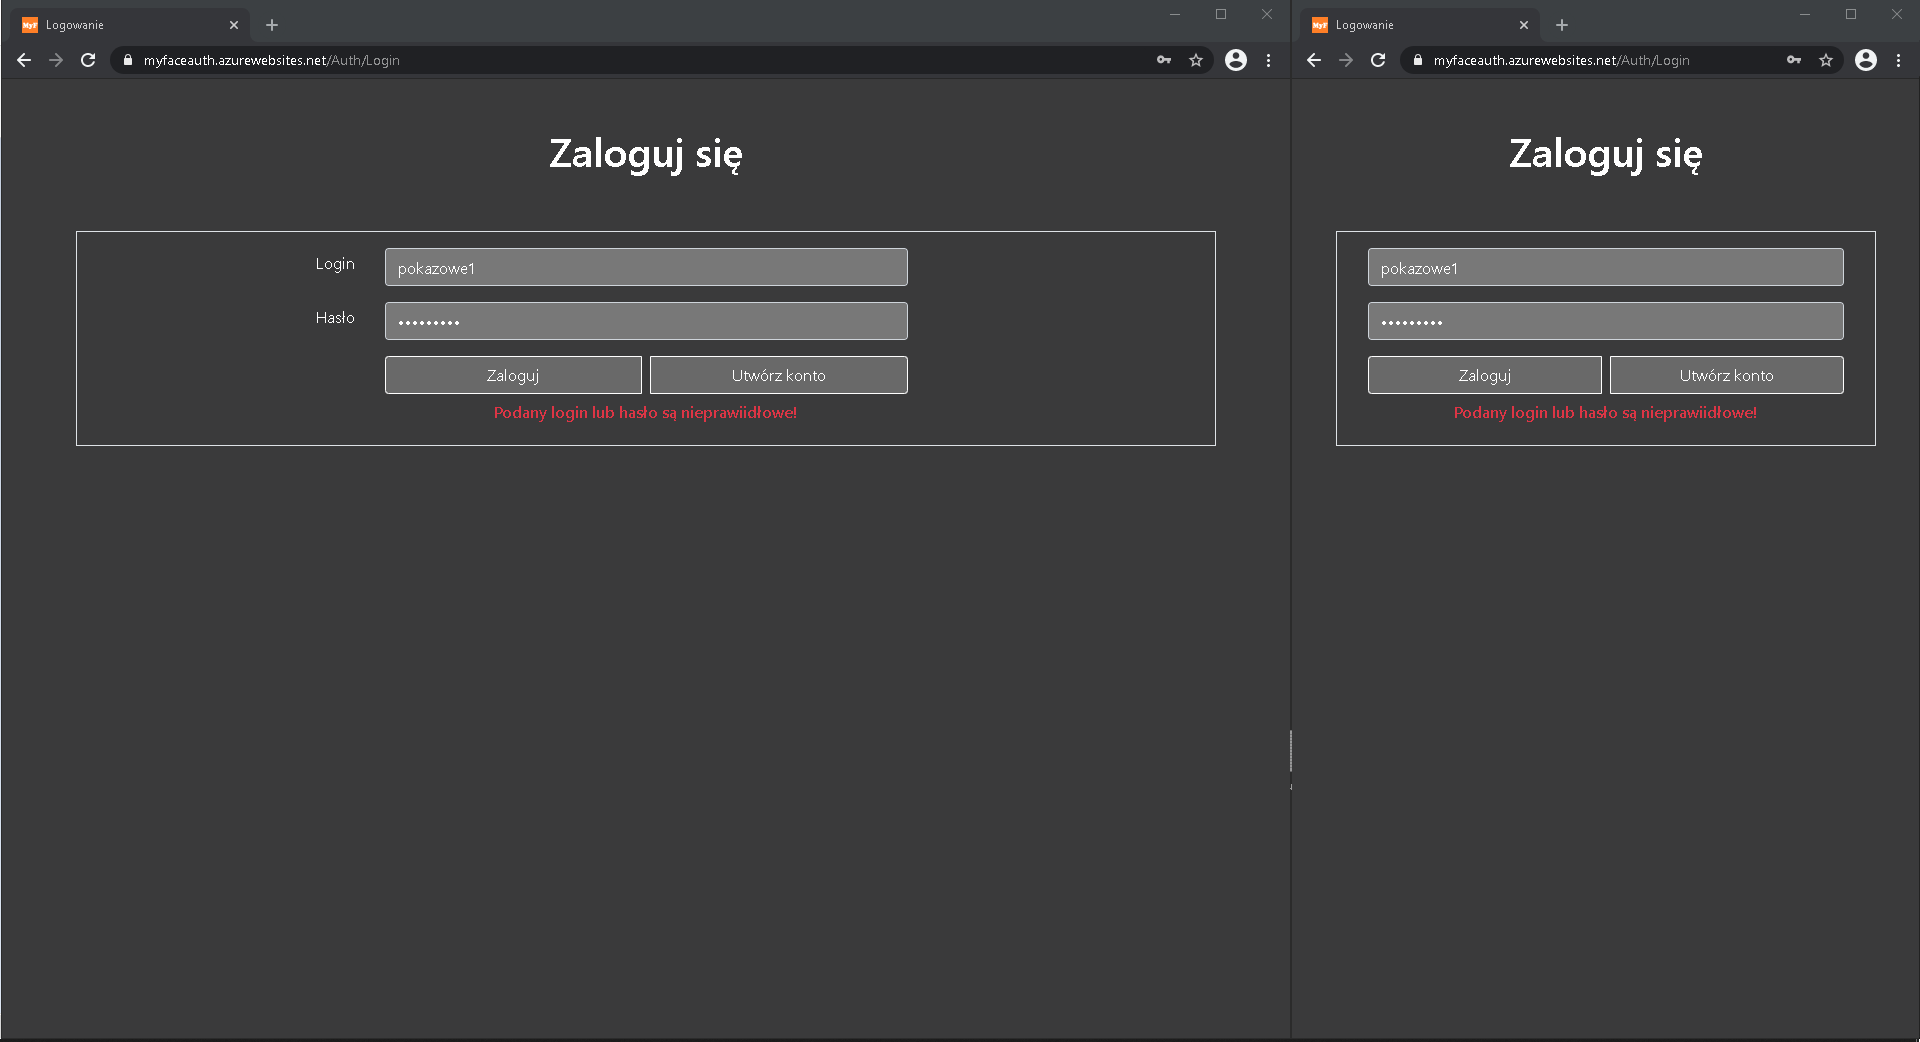 MyF Logowanie
myfaceauth.azurewebsites.net/Auth/Login
Zaloguj się
Login pokazowe1
Hasło •••••••••
Zaloguj Utwórz konto
Podany login lub hasło są nieprawiidłowe!
MyF Logowanie
myfaceauth.azurewebsites.net/Auth/Login
Zaloguj się
pokazowe1
•••••••••
Zaloguj Utwórz konto
Podany login lub hasło są nieprawiidłowe!